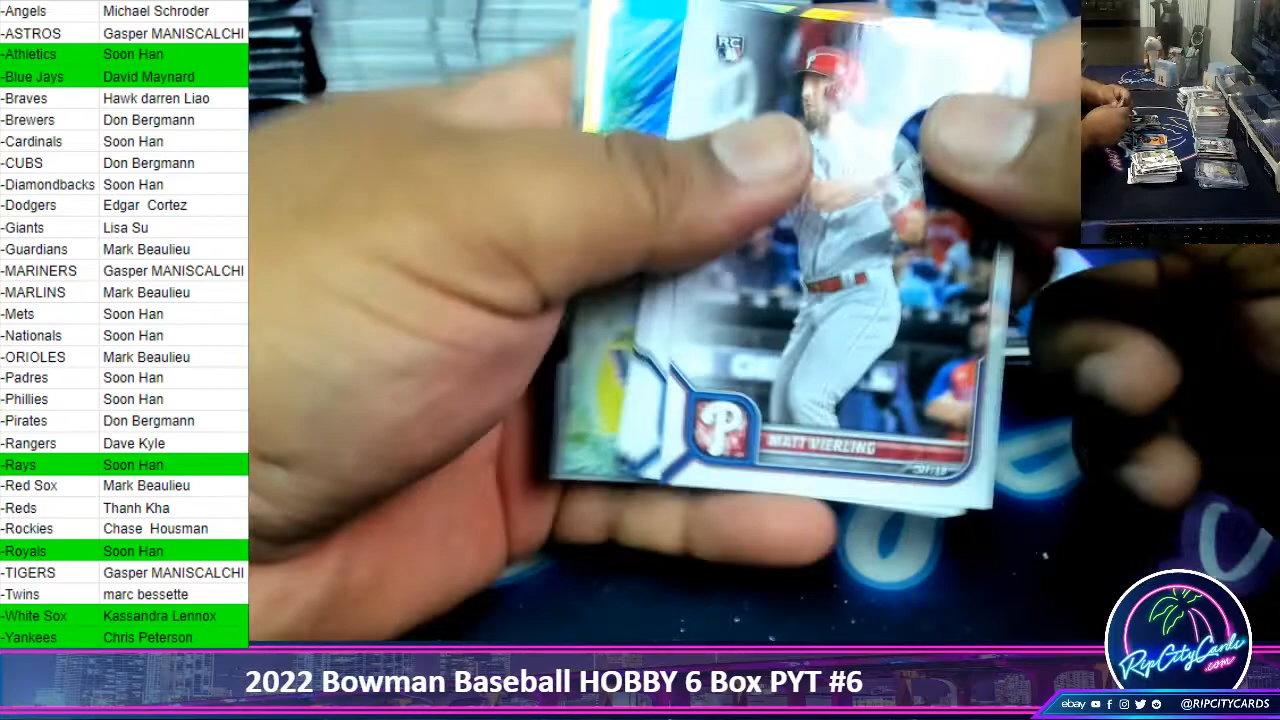 -Angels Michael Schroder
-ASTROS Gasper MANISCALCHI
-Athletics Soon Han
-Blue Jays David Maynard
-Braves Hawk darren Liao
-Brewers Don Bergmann
-Cardinals Soon Han
-CUBS Don Bergmann
-Diamondbacks Soon Han
-Dodgers Edgar Cortez
-Giants Lisa Su
-Guardians Mark Beaulieu
-MARINERS Gasper MANISCALCHI
-MARLINS Mark Beaulieu
-Mets Soon Han
-Nationals Soon Han
-ORIOLES Mark Beaulieu
-Padres Soon Han
-Phillies Soon Han
-Pirates Don Bergmann
-Rangers Dave Kyle
-Rays Soon Han
-Red Sox Mark Beaulieu
-Reds Thanh Kha
-Rockies Chase Housman
-Royals Soon Han
-TIGERS Gasper MANISCALCHI
-Twins marc bessette
-White Sox Kassandra Lennox
-Yankees Chris Peterson
RC
P
MATT VIERLING
RipCityCards
.com
2022 Bowman Baseball HOBBY 6 Box PYT #6
ebay @RIPCITYCARDS